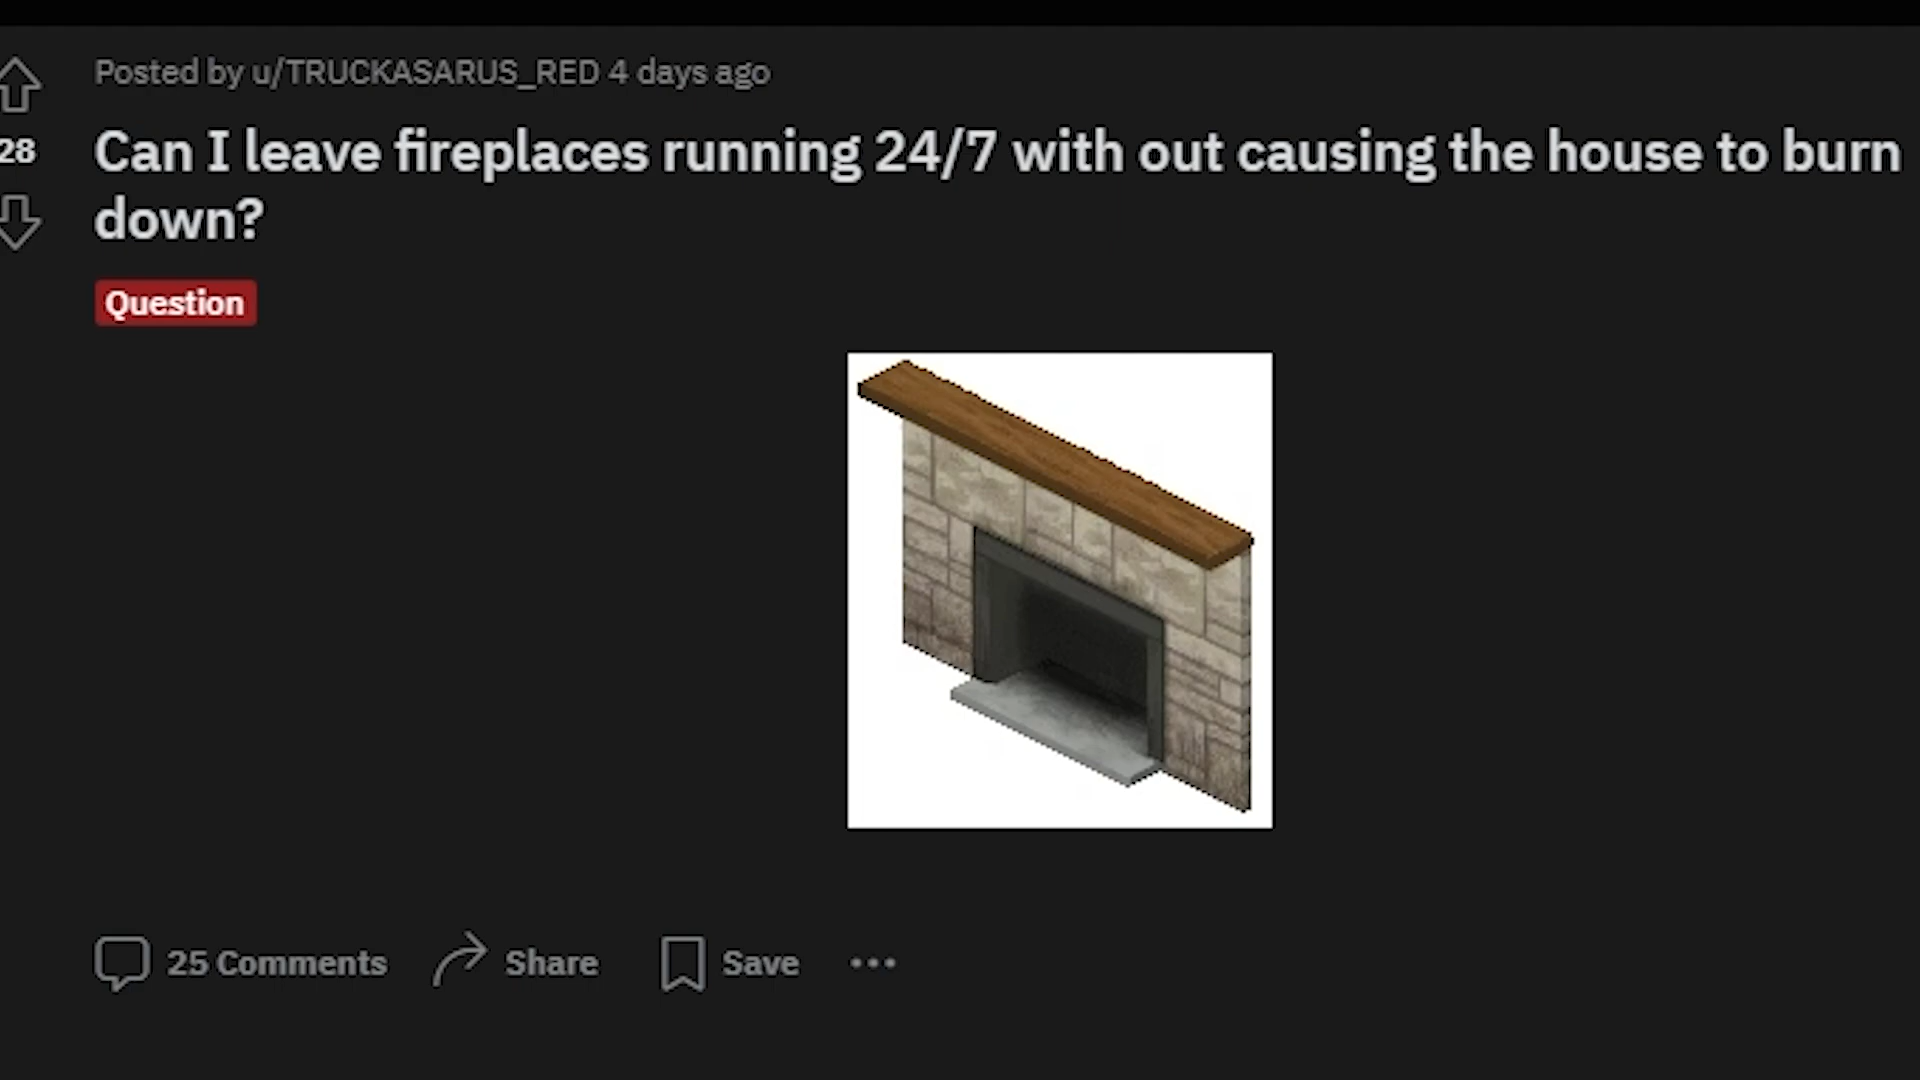 Posted by u/TRUCKASARUS_RED 4 days ago
28
Can I leave fireplaces running 24/7 with out causing the house to burn
down?
Question
25 Comments Share Save